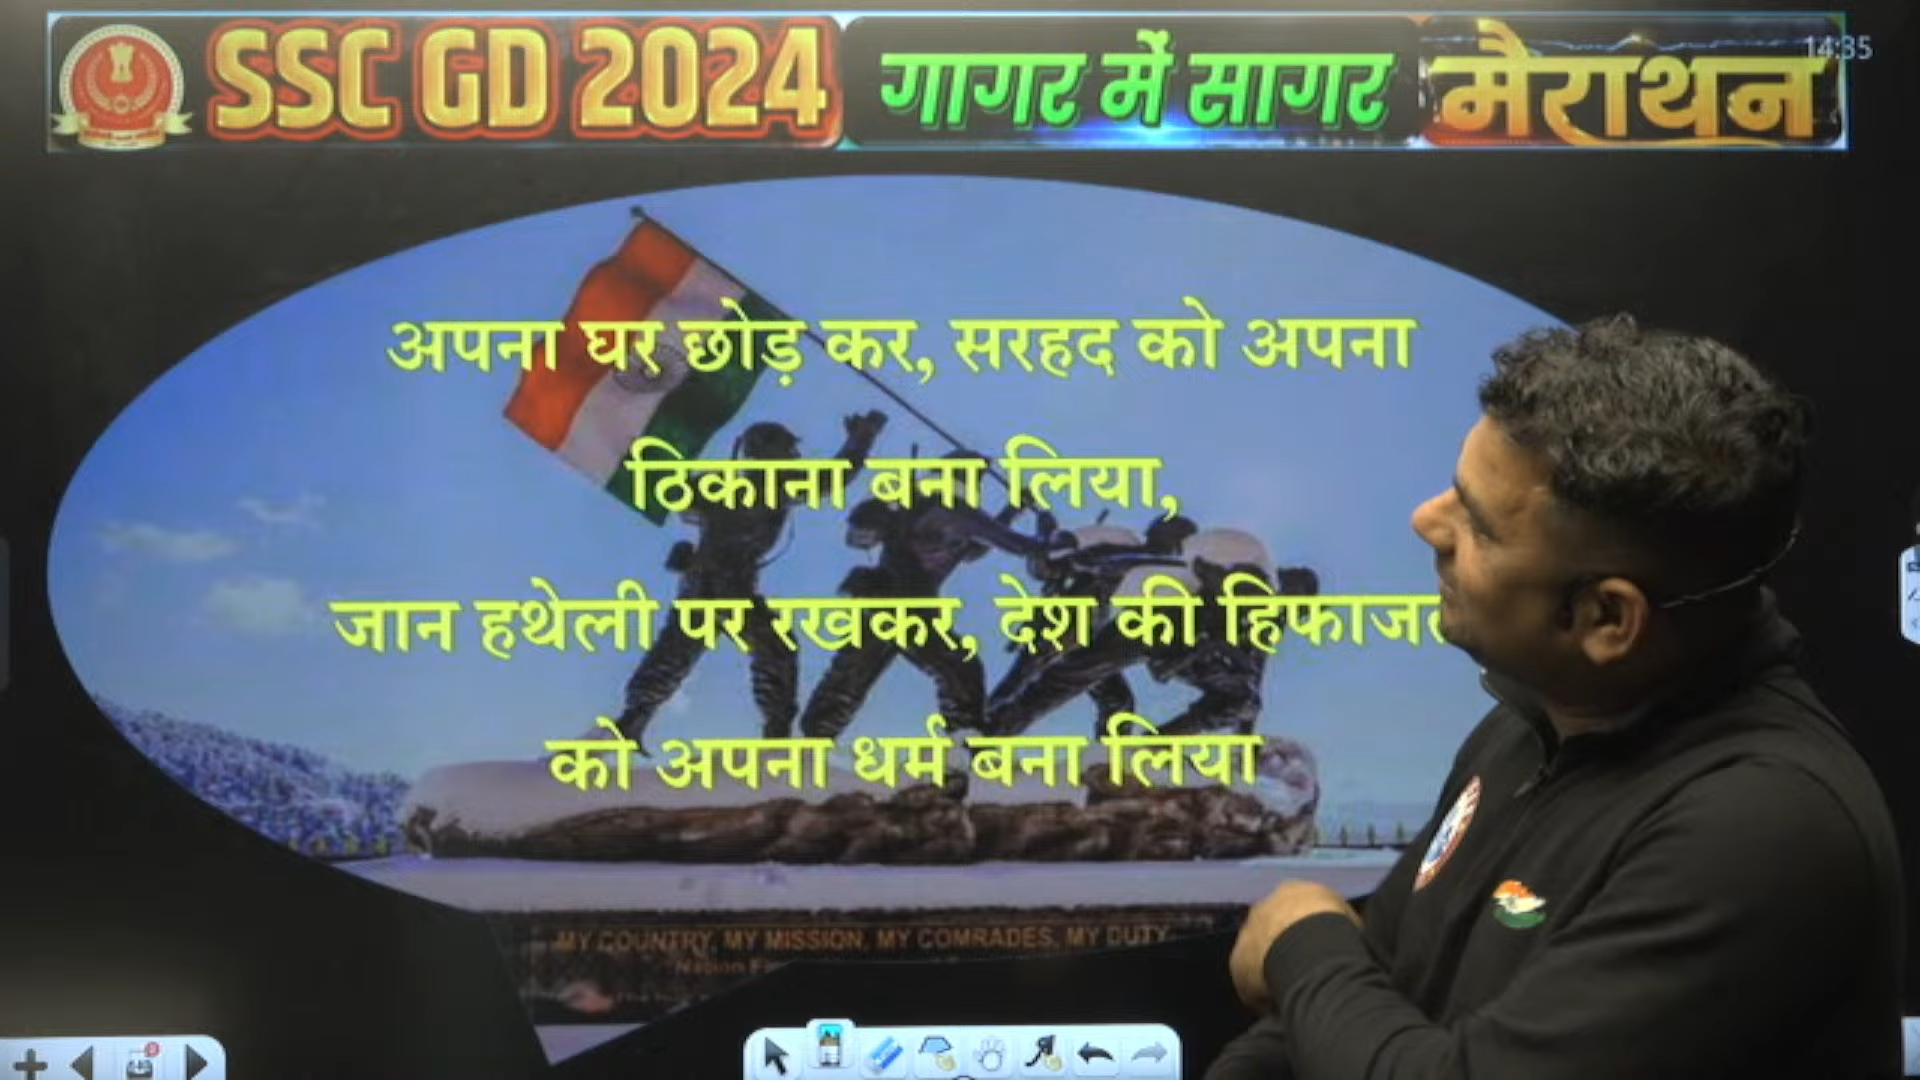 SSC GD 2024 गागर में सागर मैराथन
14:35
अपना घर छोड़ कर, सरहद को अपना
ठिकाना बना लिया,
जान हथेली पर रखकर, देश की हिफाजत
को अपना धर्म बना लिया
MY COUNTRY, MY MISSION, MY COMRADES, MY DUTY
Nation